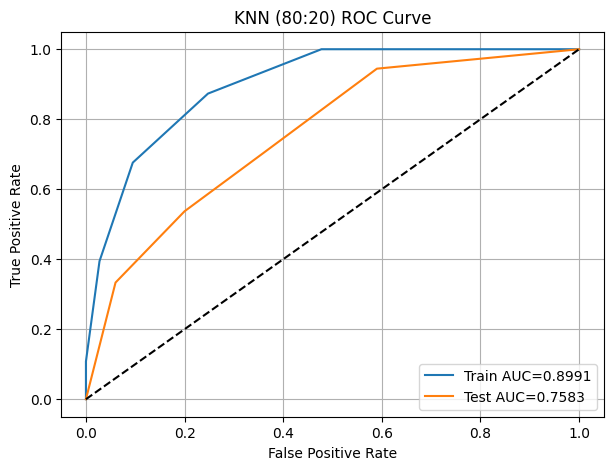 KNN (80:20) ROC Curve
True Positive Rate
1.0
0.8
0.6
0.4
0.2
0.0
0.0 0.2 0.4 0.6 0.8 1.0
False Positive Rate
Train AUC=0.8991
Test AUC=0.7583